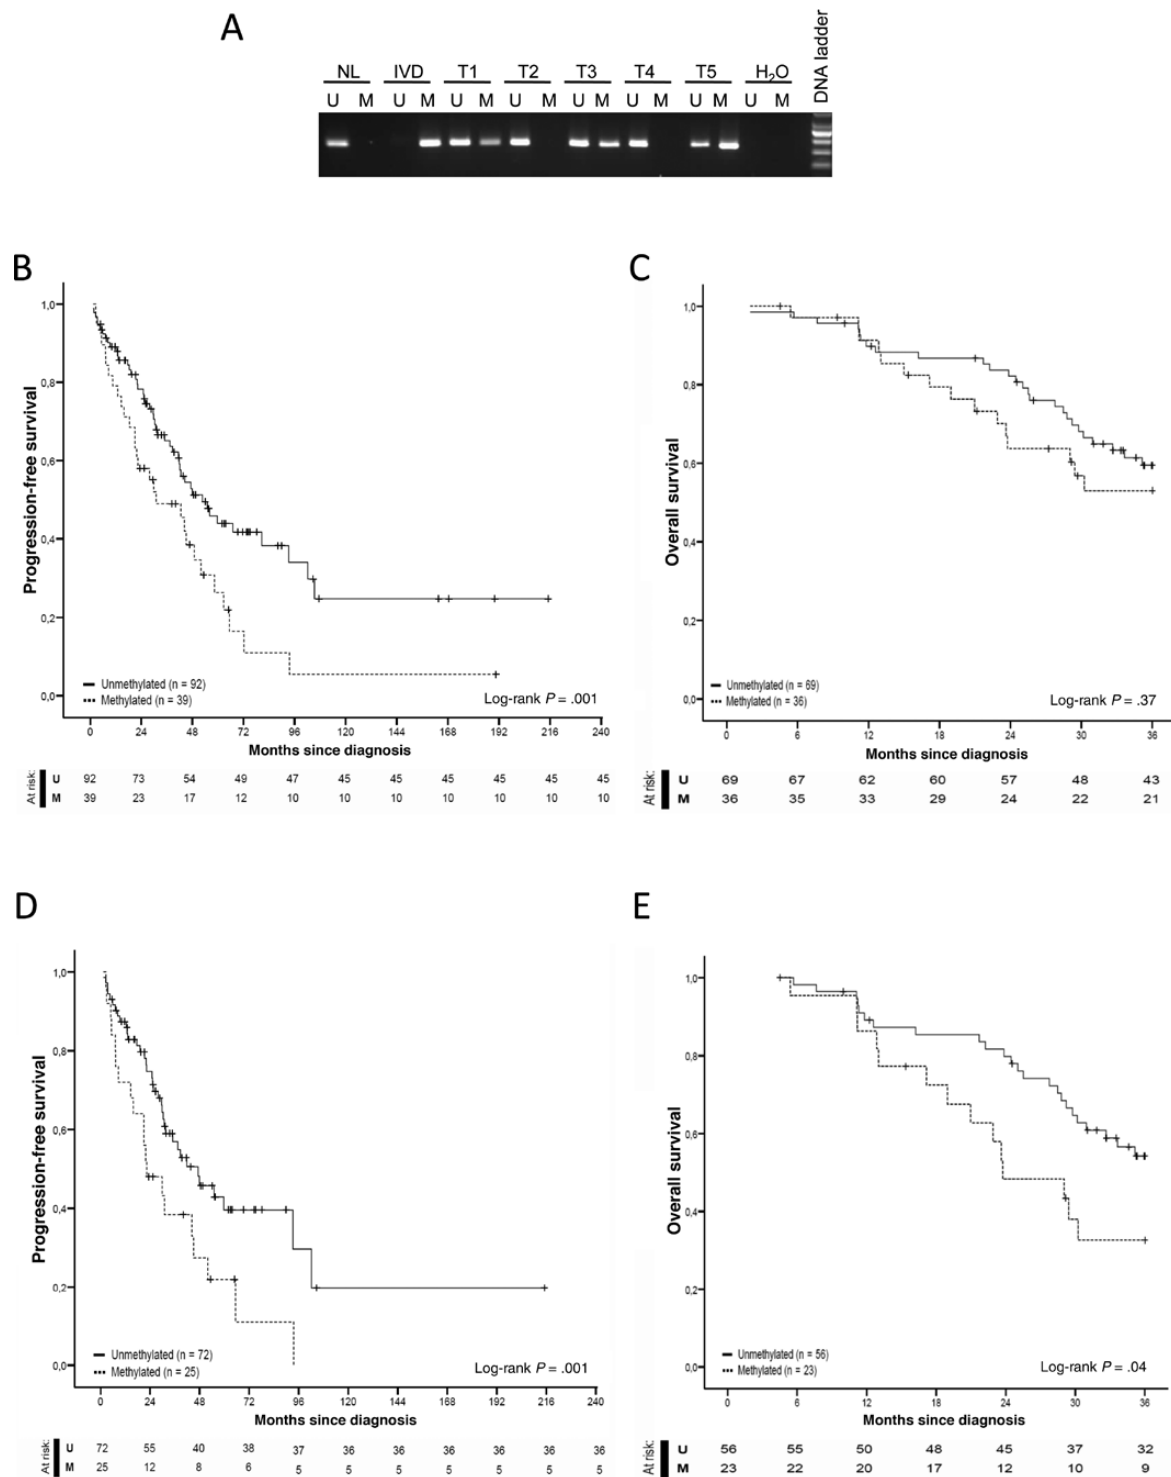 A
NL IVD T1 T2 T3 T4 T5 H₂O DNA ladder
U M U M U M U M U M U M U M U M
B
Progression-free survival
1,0
0,8
0,6
0,4
0,2
0,0
Unmethylated (n = 92)
Methylated (n = 39)
Log-rank P = .001
0 24 48 72 96 120 144 168 192 216 240
Months since diagnosis
At risk:
U 92 73 54 49 47 45 45 45 45 45 45
M 39 23 17 12 10 10 10 10 10 10 10
C
Overall survival
1,0
0,8
0,6
0,4
0,2
0,0
Unmethylated (n = 69)
Methylated (n = 36)
Log-rank P = .37
0 6 12 18 24 30 36
Months since diagnosis
At risk:
U 69 67 62 60 57 48 43
M 36 35 33 29 24 22 21
D
Progression-free survival
1,0
0,8
0,6
0,4
0,2
0,0
Unmethylated (n = 72)
Methylated (n = 25)
Log-rank P = .001
0 24 48 72 96 120 144 168 192 216 240
Months since diagnosis
At risk:
U 72 55 40 38 37 36 36 36 36 36 36
M 25 12 8 6 5 5 5 5 5 5 5
E
Overall survival
1,0
0,8
0,6
0,4
0,2
0,0
Unmethylated (n = 56)
Methylated (n = 23)
Log-rank P = .04
0 6 12 18 24 30 36
Months since diagnosis
At risk:
U 56 55 50 48 45 37 32
M 23 22 20 17 12 10 9